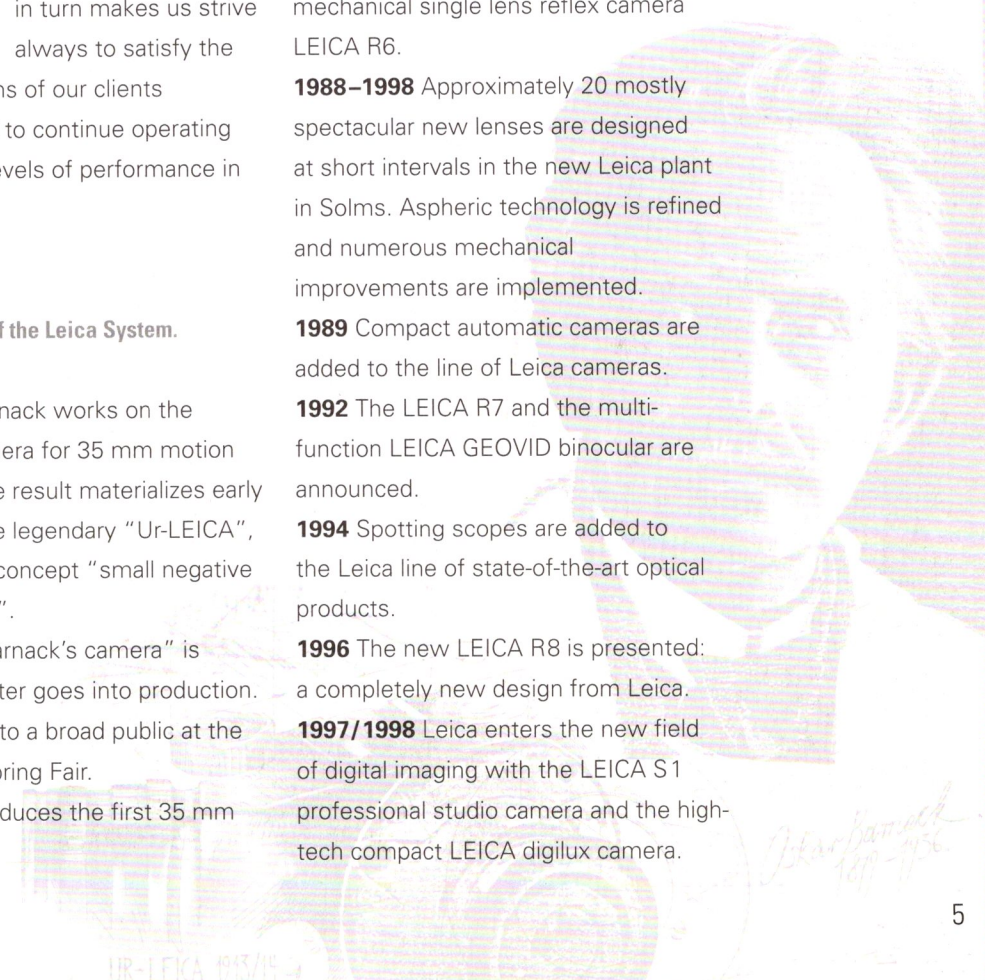 in turn makes us strive
always to satisfy the
ns of our clients
to continue operating
evels of performance in
f the Leica System.
nack works on the
era for 35 mm motion
e result materializes early
e legendary “Ur-LEICA”,
concept “small negative
”.
arnack’s camera” is
ter goes into production.
to a broad public at the
oring Fair.
duces the first 35 mm
mechanical single lens reflex camera
LEICA R6.
1988–1998 Approximately 20 mostly
spectacular new lenses are designed
at short intervals in the new Leica plant
in Solms. Aspheric technology is refined
and numerous mechanical
improvements are implemented.
1989 Compact automatic cameras are
added to the line of Leica cameras.
1992 The LEICA R7 and the multi-
function LEICA GEOVID binocular are
announced.
1994 Spotting scopes are added to
the Leica line of state-of-the-art optical
products.
1996 The new LEICA R8 is presented:
a completely new design from Leica.
1997/1998 Leica enters the new field
of digital imaging with the LEICA S1
professional studio camera and the high-
tech compact LEICA digilux camera.
Oskar Barnack
UR-LEICA 1913/14
5